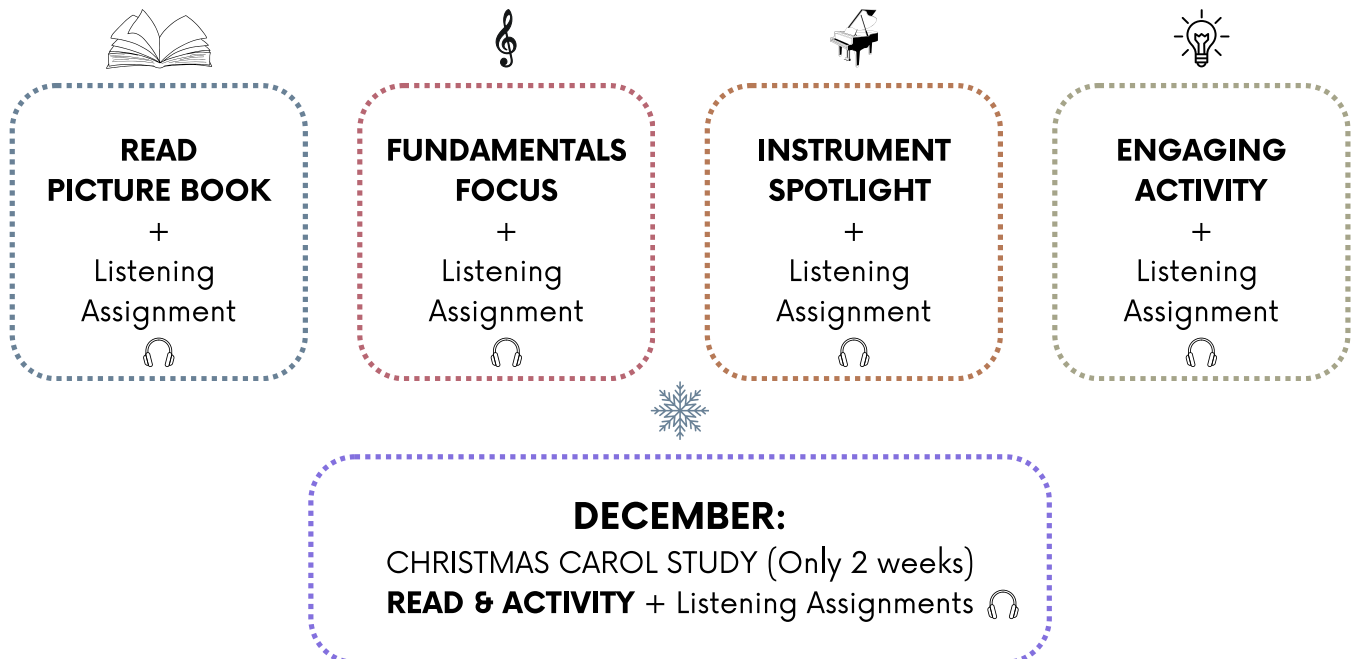 READ
PICTURE BOOK
+
Listening
Assignment
FUNDAMENTALS
FOCUS
+
Listening
Assignment
INSTRUMENT
SPOTLIGHT
+
Listening
Assignment
ENGAGING
ACTIVITY
+
Listening
Assignment
DECEMBER:
CHRISTMAS CAROL STUDY (Only 2 weeks)
READ & ACTIVITY + Listening Assignments